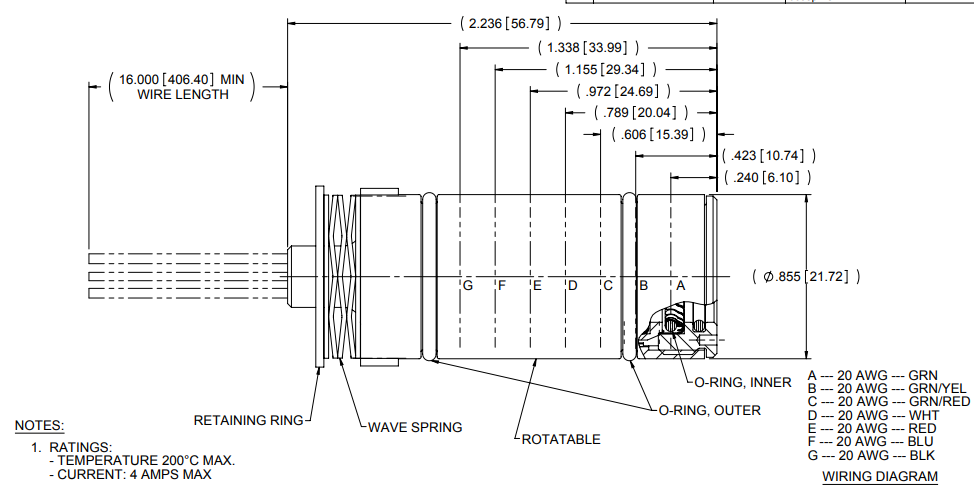 ( 2.236 [56.79] )
( 1.338 [33.99] )
( 1.155 [29.34] )
( .972 [24.69] )
( .789 [20.04] )
( .606 [15.39] )
( .423 [10.74] )
( .240 [6.10] )
( 16.000 [406.40] MIN
WIRE LENGTH )
( Ø.855 [21.72] )
G F E D C B A
O-RING, INNER
O-RING, OUTER
RETAINING RING
WAVE SPRING
ROTATABLE
A --- 20 AWG --- GRN
B --- 20 AWG --- GRN/YEL
C --- 20 AWG --- GRN/RED
D --- 20 AWG --- WHT
E --- 20 AWG --- RED
F --- 20 AWG --- BLU
G --- 20 AWG --- BLK
WIRING DIAGRAM
NOTES:
1. RATINGS:
- TEMPERATURE 200°C MAX.
- CURRENT: 4 AMPS MAX